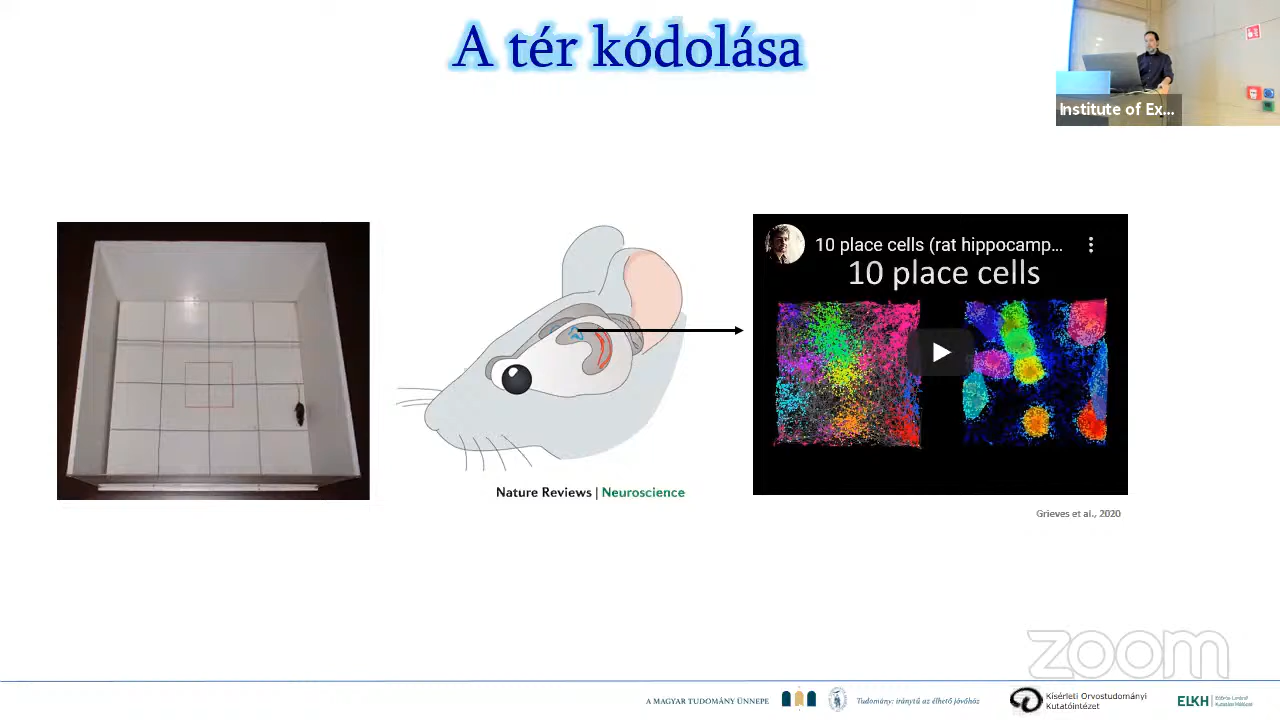 A tér kódolása
Institute of Ex...
10 place cells (rat hippocamp...
10 place cells
Nature Reviews | Neuroscience
Grieves et al., 2020
zoom
A MAGYAR TUDOMÁNY ÜNNEPE
Tudomány: iránytű az élhető jövőhöz
Kísérleti Orvostudományi
Kutatóintézet
ELKH
Eötvös Loránd
Kutatási Hálózat